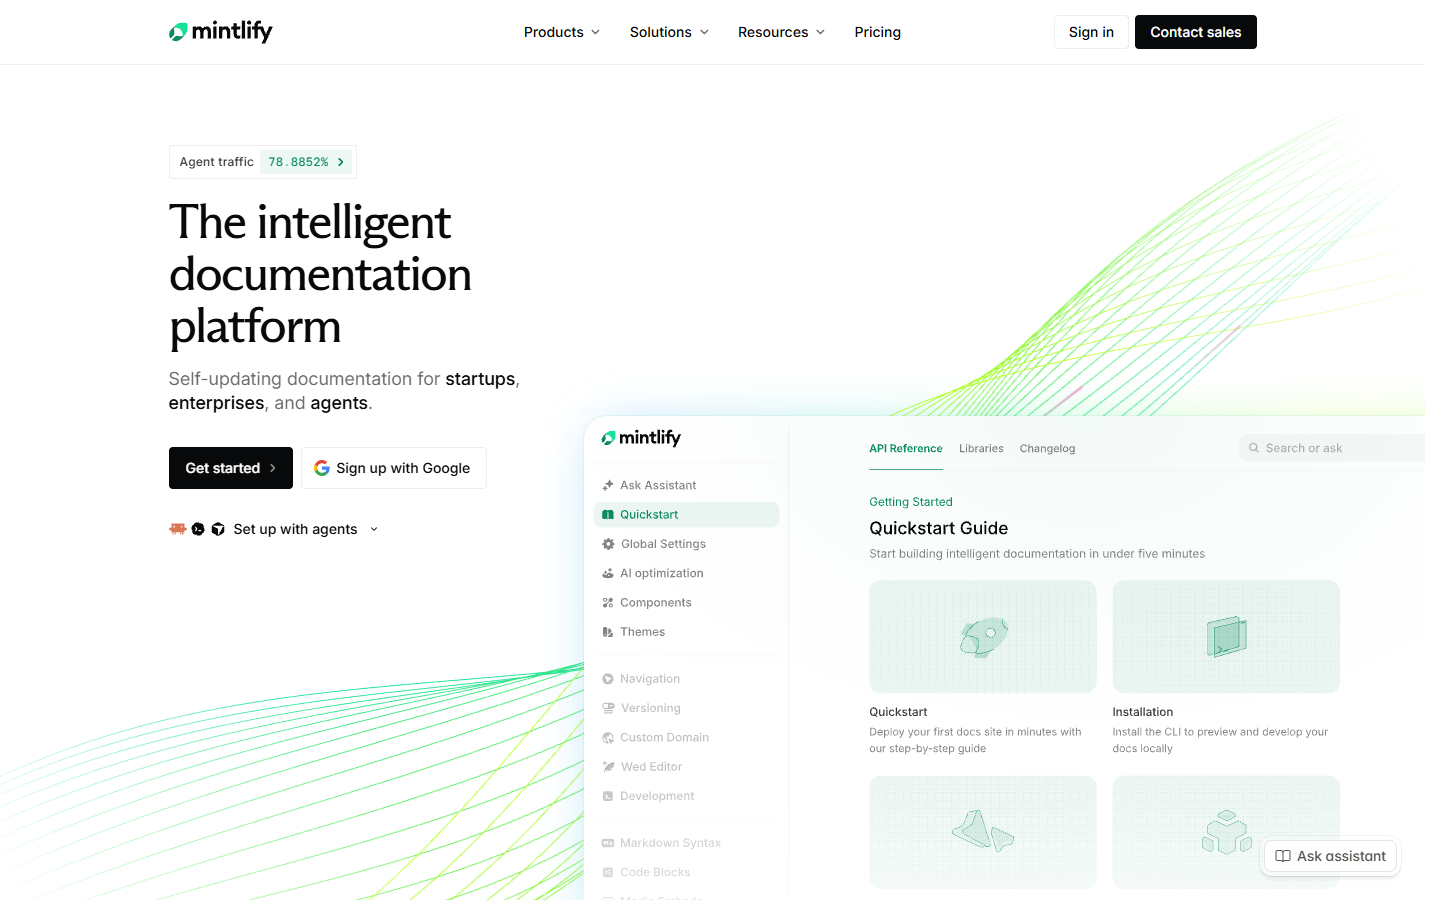 mintlify
Products
Solutions
Resources
Pricing
Sign in
Contact sales
Agent traffic 78.8852%
The intelligent
documentation
platform
Self-updating documentation for startups,
enterprises, and agents.
Get started
Sign up with Google
Set up with agents
mintlify
Ask Assistant
Quickstart
Global Settings
AI optimization
Components
Themes
Navigation
Versioning
Custom Domain
Wed Editor
Development
Markdown Syntax
Code Blocks
Media Embeds
API Reference
Libraries
Changelog
Search or ask
Getting Started
Quickstart Guide
Start building intelligent documentation in under five minutes
Quickstart
Deploy your first docs site in minutes with
our step-by-step guide
Installation
Install the CLI to preview and develop your
docs locally
Ask assistant